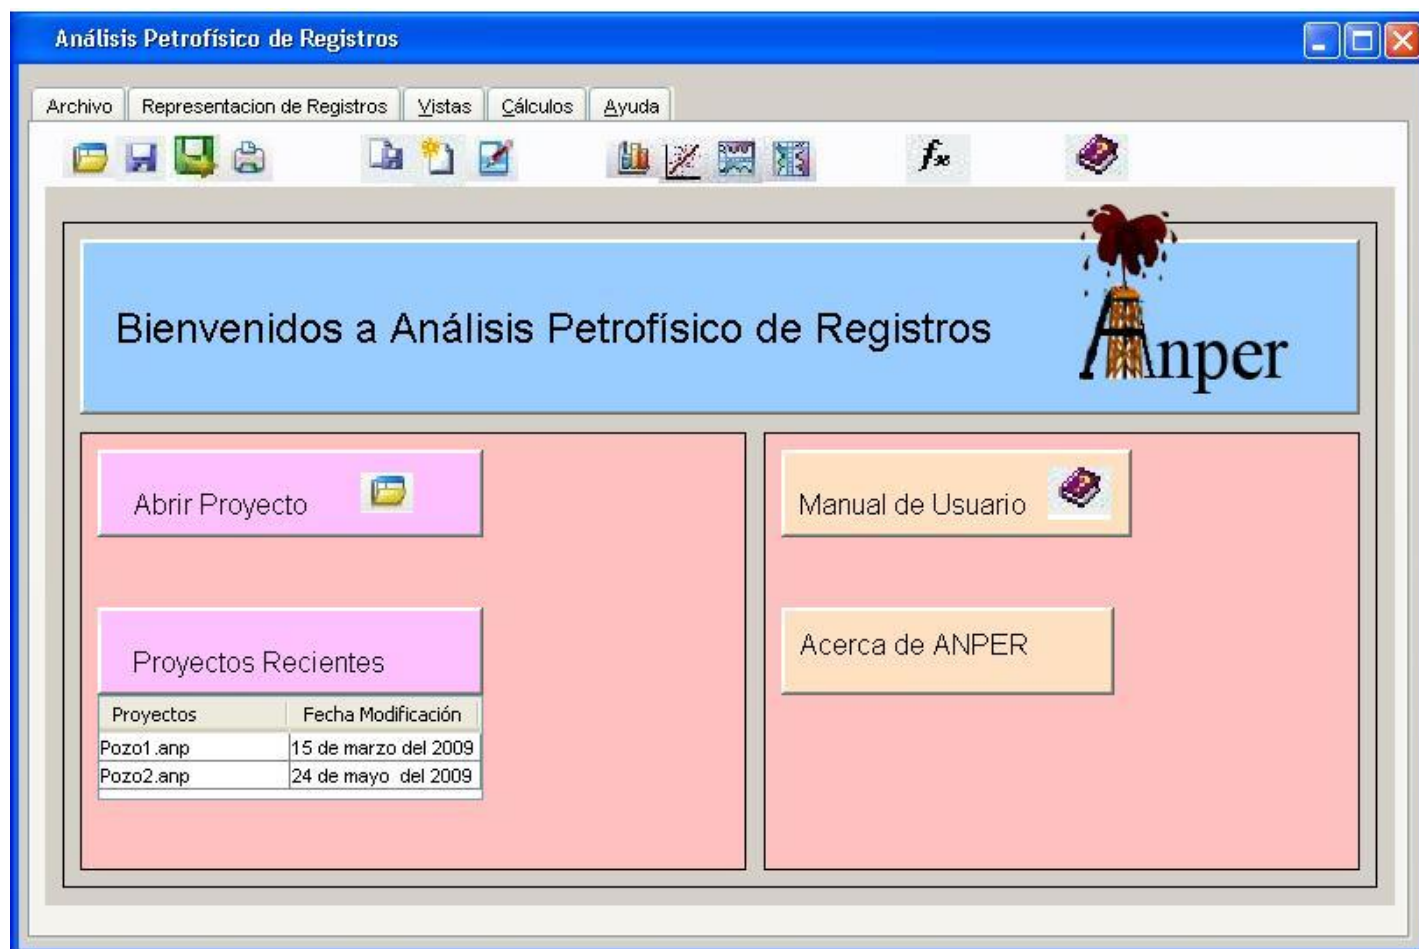 Análisis Petrofísico de Registros
Archivo Representacion de Registros Vistas Cálculos Ayuda
fx
Bienvenidos a Análisis Petrofísico de Registros
Anper
Abrir Proyecto
Proyectos Recientes
Proyectos Fecha Modificación
Pozo1.anp 15 de marzo del 2009
Pozo2.anp 24 de mayo del 2009
Manual de Usuario
Acerca de ANPER